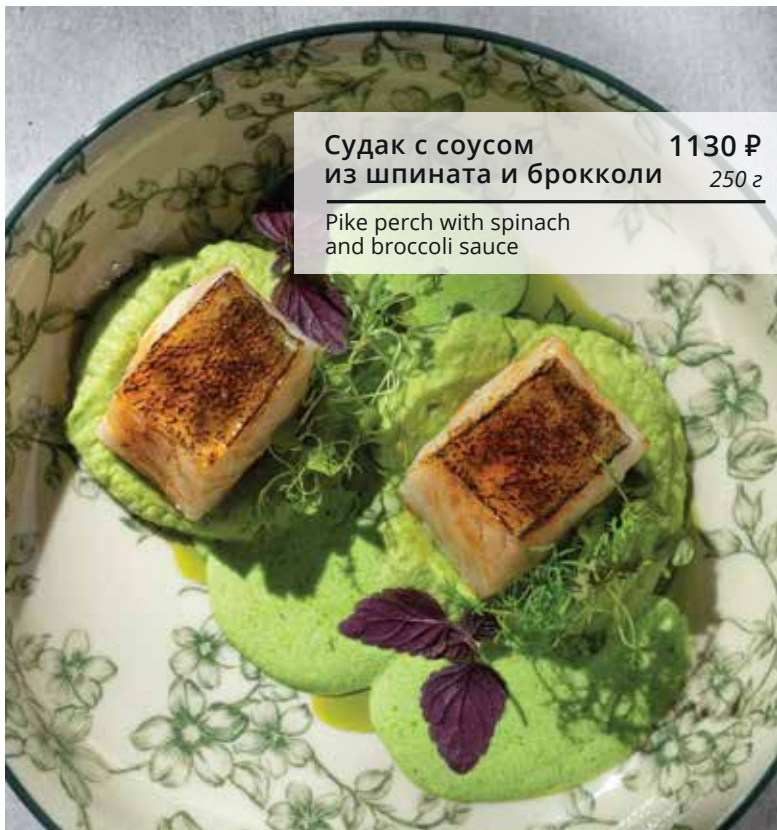 Судак с соусом 1130 ₽
из шпината и брокколи 250 г
Pike perch with spinach
and broccoli sauce